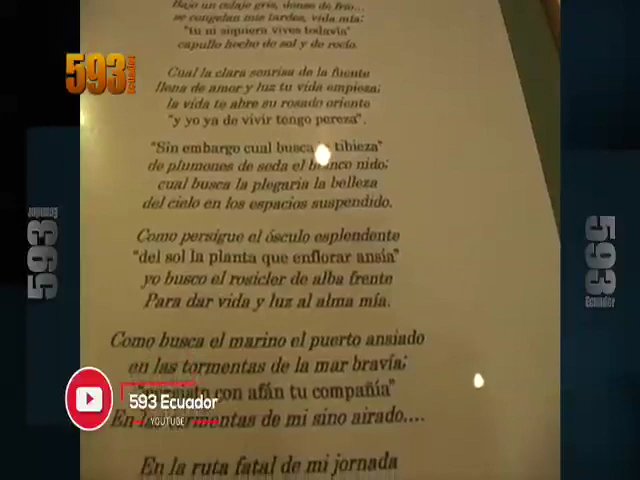 Bajo un celaje gris, donse de frio...
se congelan mis tardes, vida mía;
"tu ni siquiera vives todavía"
capullo hecho de sol y de rocío.
593
Ecuador
Cual la clara sonrisa de la fuente
llena de amor y luz tu vida empieza;
la vida te abre su rosado oriente
"y yo ya de vivir tengo pereza".
"Sin embargo cual busca tibieza"
de plumones de seda el nido;
cual busca la plegaria la belleza
del cielo en los espacios suspendido.
Como persigue el ósculo esplendente
"del sol la planta que enflorar ansía"
yo busco el rosicler de alba frente
Para dar vida y luz al alma mía.
593
Ecuador
593
Ecuador
Como busca el marino el puerto ansiado
en las tormentas de la mar bravía;
con afán tu compañía"
En las tormentas de mi sino airado....
593 Ecuador
YOUTUBE
En la ruta fatal de mi jornada